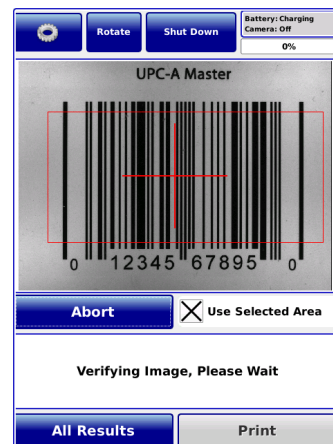 Rotate
Shut Down
Battery: Charging
Camera: Off
0%
UPC-A Master
0 12345 67895 0
Abort
Use Selected Area
Verifying Image, Please Wait
All Results
Print